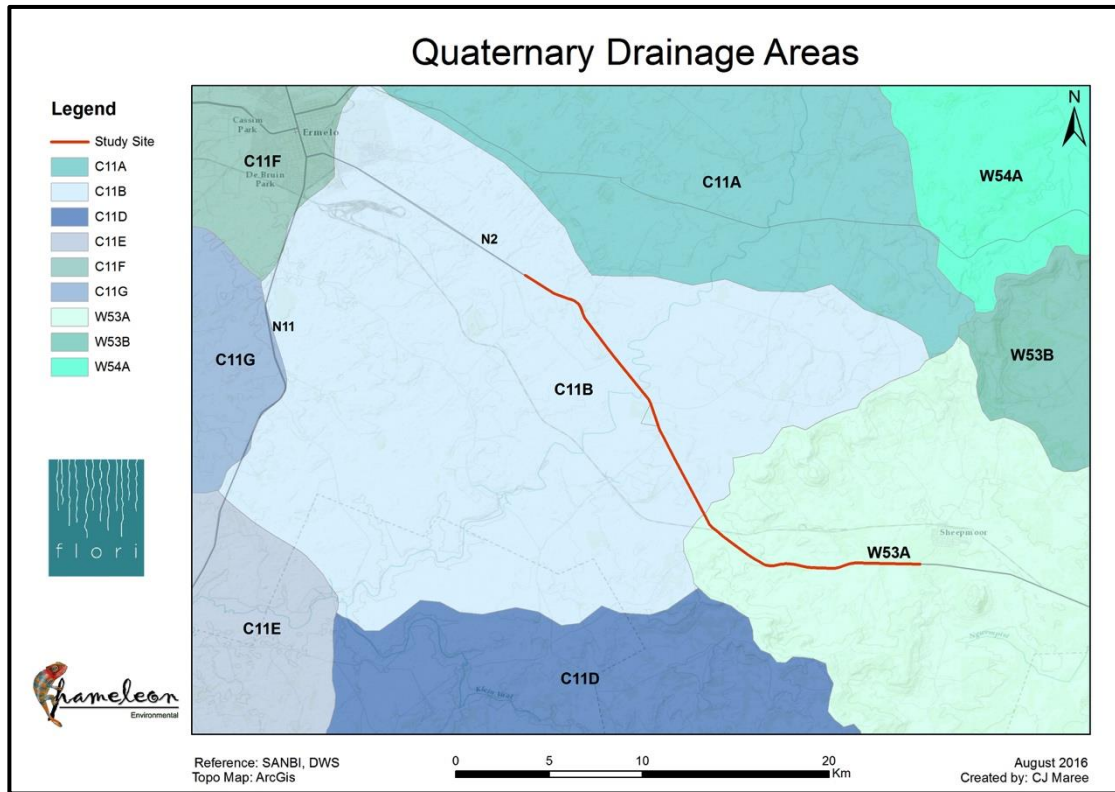 Quaternary Drainage Areas
Legend
Study Site
C11A
C11B
C11D
C11E
C11F
C11G
W53A
W53B
W54A
N
Cassim
Park
Ermelo
C11F
De Bruin
Park
C11A
W54A
N2
N11
C11G
W53B
C11B
Sheepmoor
W53A
C11E
C11D
flori
Chameleon
Environmental
Reference: SANBI, DWS
Topo Map: ArcGis
0 5 10 20
Km
August 2016
Created by: CJ Maree